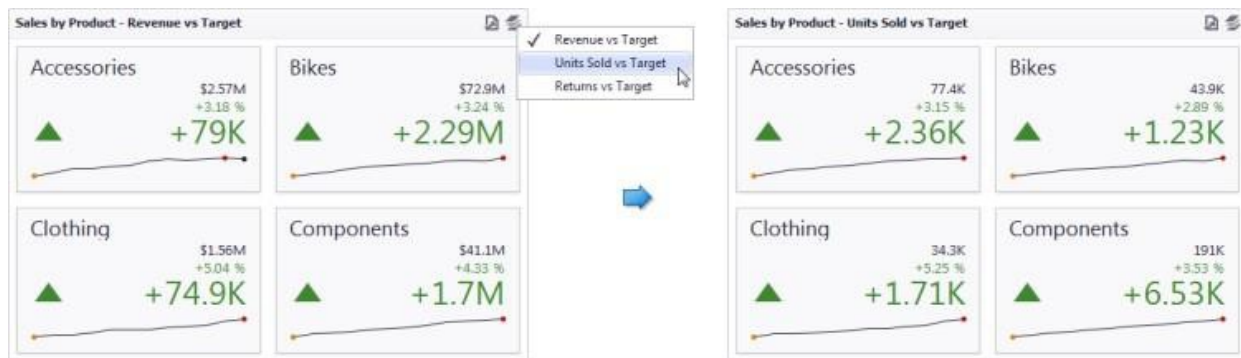 Sales by Product - Revenue vs Target
Revenue vs Target
Units Sold vs Target
Returns vs Target
Accessories
$2.57M
+3.18 %
+79K
Bikes
$72.9M
+3.24 %
+2.29M
Clothing
$1.56M
+5.04 %
+74.9K
Components
$41.1M
+4.33 %
+1.7M
Sales by Product - Units Sold vs Target
Accessories
77.4K
+3.15 %
+2.36K
Bikes
43.9K
+2.89 %
+1.23K
Clothing
34.3K
+5.25 %
+1.71K
Components
191K
+3.53 %
+6.53K